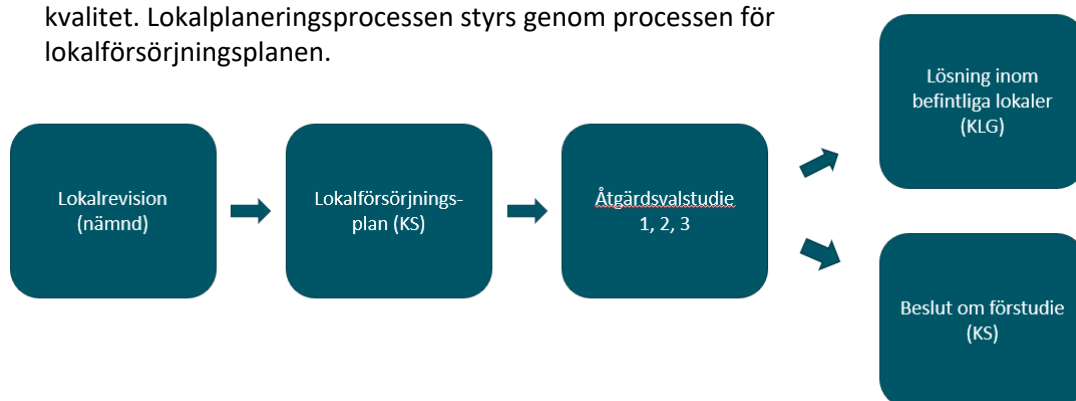 kvalitet. Lokalplaneringsprocessen styrs genom processen för
lokalförsörjningsplanen.
Lokalrevision
(nämnd)
Lokalförsörjnings-
plan (KS)
Åtgärdsvalstudie
1, 2, 3
Lösning inom
befintliga lokaler
(KLG)
Beslut om förstudie
(KS)